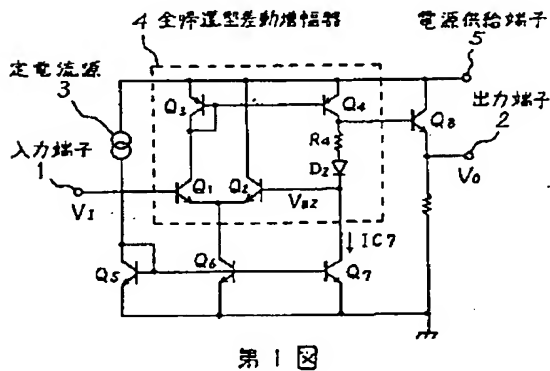 4 全帰還型差動増幅器
電源供給端子
5
定電流源
3
出力端子
2
入力端子
1
Q3
Q4
Q8
R4
D2
VI
Q1
Q2
VB2
VO
↓ IC7
Q5
Q6
Q7
第1図